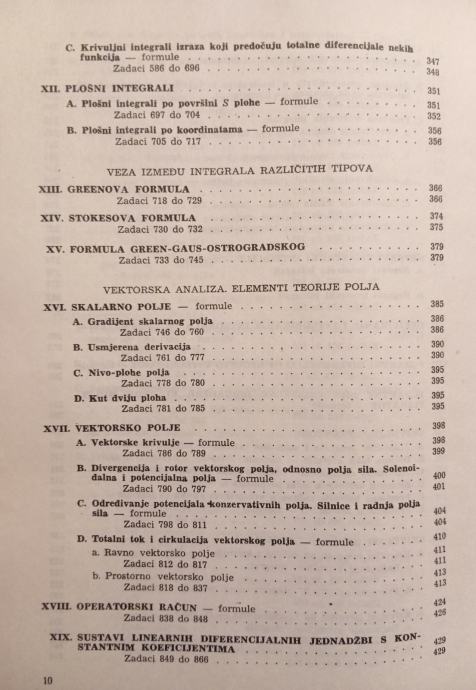 C. Krivuljni integrali izraza koji predočuju totalne diferencijale nekih
funkcija — formule . . . . . . . . . . . . . . . 347
Zadaci 586 do 696 . . . . . . . . . . . . . . . 348
XII. PLOŠNI INTEGRALI . . . . . . . . . . . . . . . 351
A. Plošni integrali po površini S plohe — formule . . . . . . . . . 351
Zadaci 697 do 704 . . . . . . . . . . . . . . . 352
B. Plošni integrali po koordinatama — formule . . . . . . . . . 356
Zadaci 705 do 717 . . . . . . . . . . . . . . . 356
VEZA IZMEĐU INTEGRALA RAZLIČITIH TIPOVA
XIII. GREENOVA FORMULA . . . . . . . . . . . . . . . 366
Zadaci 718 do 729 . . . . . . . . . . . . . . . 366
XIV. STOKESOVA FORMULA . . . . . . . . . . . . . . . 374
Zadaci 730 do 732 . . . . . . . . . . . . . . . 375
XV. FORMULA GREEN-GAUS-OSTROGRADSKOG . . . . . . . . . 379
Zadaci 733 do 745 . . . . . . . . . . . . . . . 379
VEKTORSKA ANALIZA. ELEMENTI TEORIJE POLJA
XVI. SKALARNO POLJE — formule . . . . . . . . . . . . 385
A. Gradijent skalarnog polja . . . . . . . . . . . . 386
Zadaci 746 do 760 . . . . . . . . . . . . . . . 386
B. Usmjerena derivacija . . . . . . . . . . . . . . . 390
Zadaci 761 do 777 . . . . . . . . . . . . . . . 390
C. Nivo-plohe polja . . . . . . . . . . . . . . . 395
Zadaci 778 do 780 . . . . . . . . . . . . . . . 395
D. Kut dviju ploha . . . . . . . . . . . . . . . 395
Zadaci 781 do 785 . . . . . . . . . . . . . . . 395
XVII. VEKTORSKO POLJE . . . . . . . . . . . . . . . 398
A. Vektorske krivulje — formule . . . . . . . . . . . . 398
Zadaci 786 do 789 . . . . . . . . . . . . . . . 399
B. Divergencija i rotor vektorskog polja, odnosno polja sila. Solenoi-
dalna i potencijalna polja — formule . . . . . . . . . 400
Zadaci 790 do 797 . . . . . . . . . . . . . . . 401
C. Određivanje potencijala konzervativnih polja. Silnice i radnja polja
sila — formule . . . . . . . . . . . . . . . 404
Zadaci 798 do 811 . . . . . . . . . . . . . . . 404
D. Totalni tok i cirkulacija vektorskog polja — formule . . . . . . 410
a. Ravno vektorsko polje . . . . . . . . . . . . 411
Zadaci 812 do 817 . . . . . . . . . . . . . . . 411
b. Prostorno vektorsko polje . . . . . . . . . . . . 413
Zadaci 818 do 837 . . . . . . . . . . . . . . . 413
XVIII. OPERATORSKI RAČUN — formule . . . . . . . . . . . . 424
Zadaci 838 do 848 . . . . . . . . . . . . . . . 426
XIX. SUSTAVI LINEARNIH DIFERENCIJALNIH JEDNADŽBI S KON-
STANTNIM KOEFICIJENTIMA . . . . . . . . . . . . 429
Zadaci 849 do 866 . . . . . . . . . . . . . . . 429
10